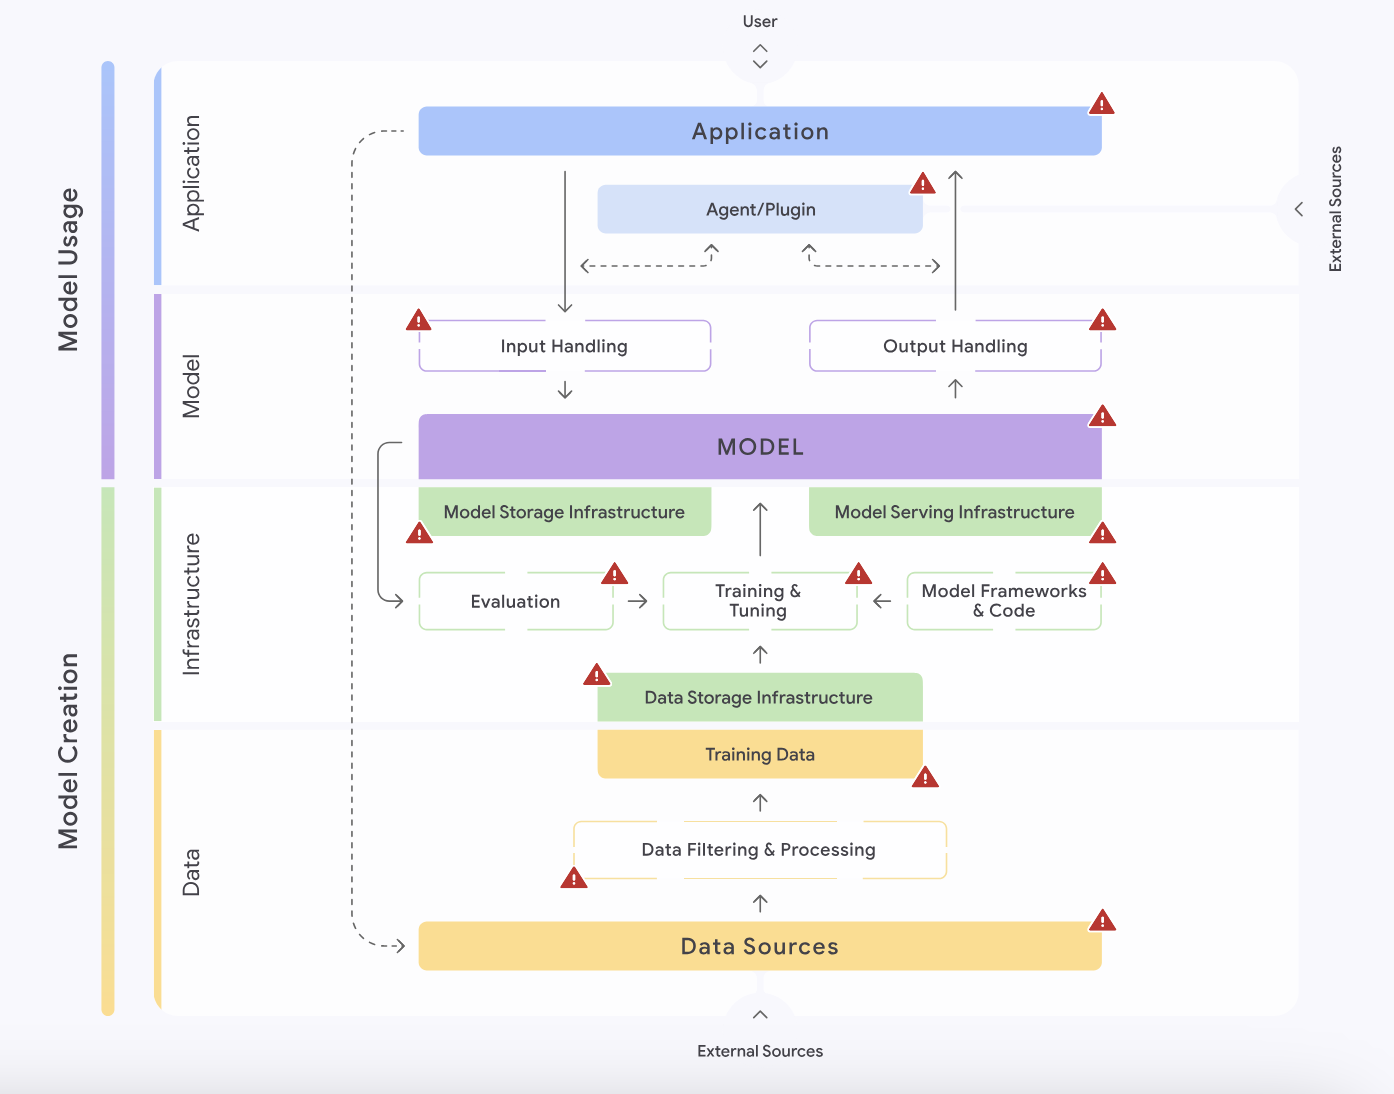 User
Model Usage
Application
Application
Agent/Plugin
External Sources
Model
Input Handling
Output Handling
MODEL
Model Creation
Infrastructure
Model Storage Infrastructure
Model Serving Infrastructure
Evaluation
Training &
Tuning
Model Frameworks
& Code
Data Storage Infrastructure
Data
Training Data
Data Filtering & Processing
Data Sources
External Sources